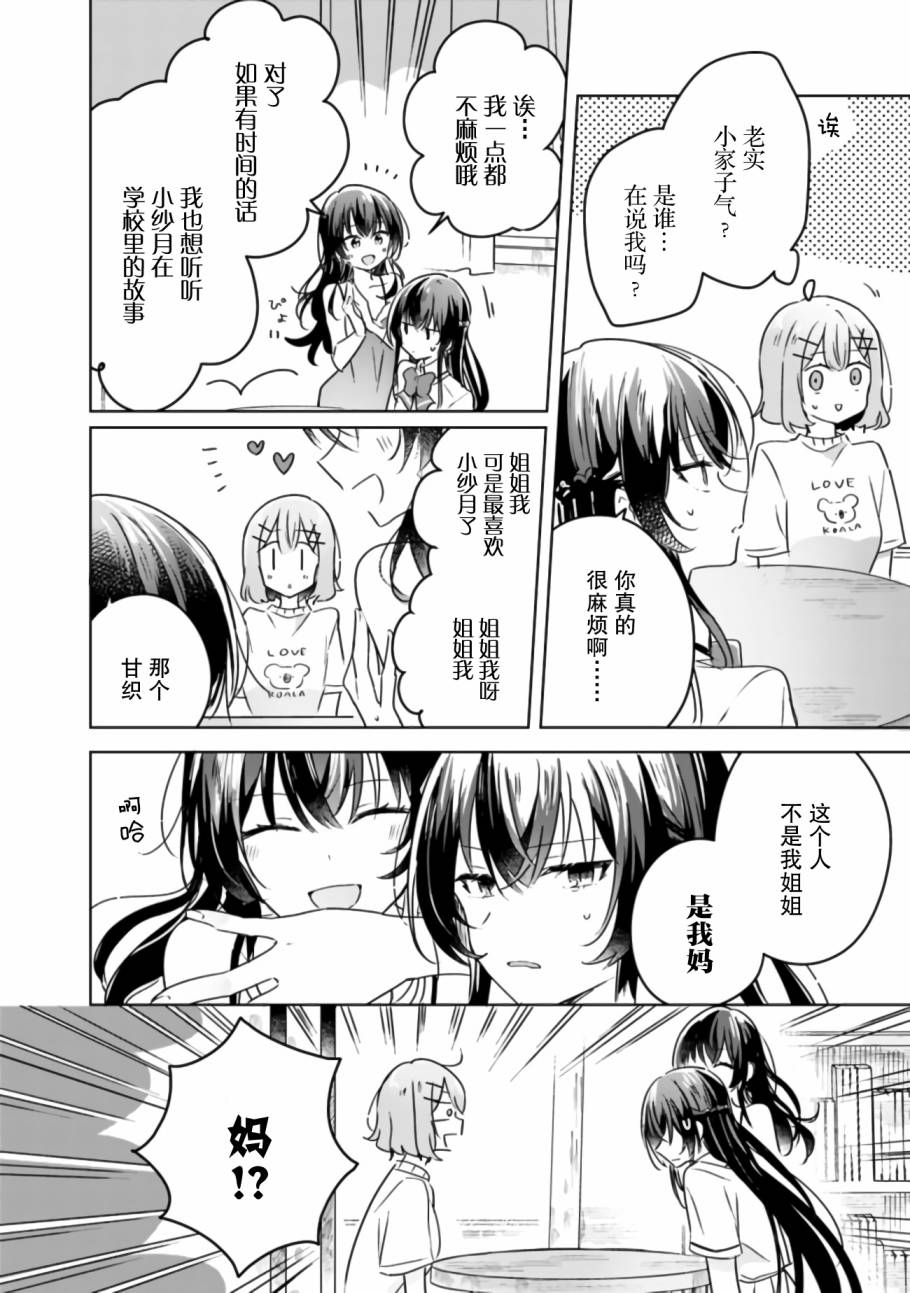 老实
小家子气?
是谁…
在说我吗?
诶
LOVE
KOALA
你真的
很麻烦啊……
诶…
我一点都
不麻烦哦
对了
如果有时间的话
我也想听听
小纱月在
学校里的故事
ぴょい
姐姐我
可是最喜欢
小纱月了
姐姐我呀
姐姐我
LOVE
KOALA
那个
甘织
这个人
不是我姐姐
是我妈
啊哈
妈!?